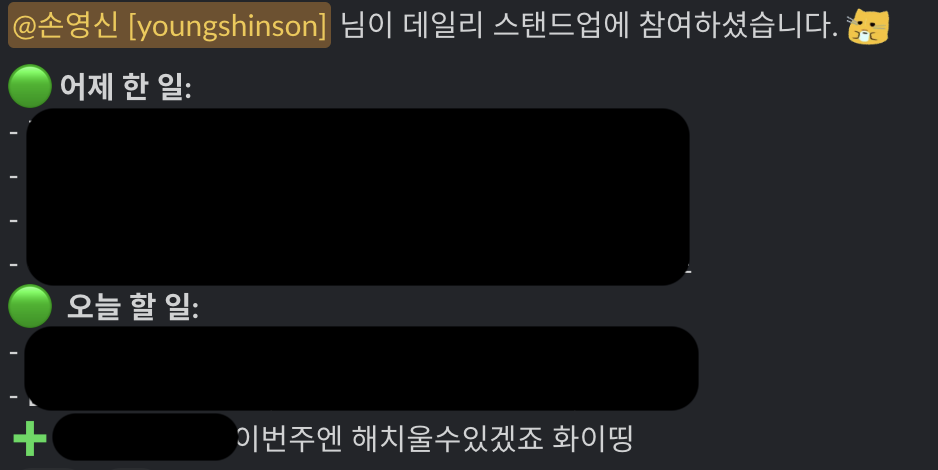 @손영신 [youngshinson] 님이 데일리 스탠드업에 참여하셨습니다.
어제 한 일:
-
-
-
-
오늘 할 일:
-
-
이번주엔 해치울수있겠죠 화이띵